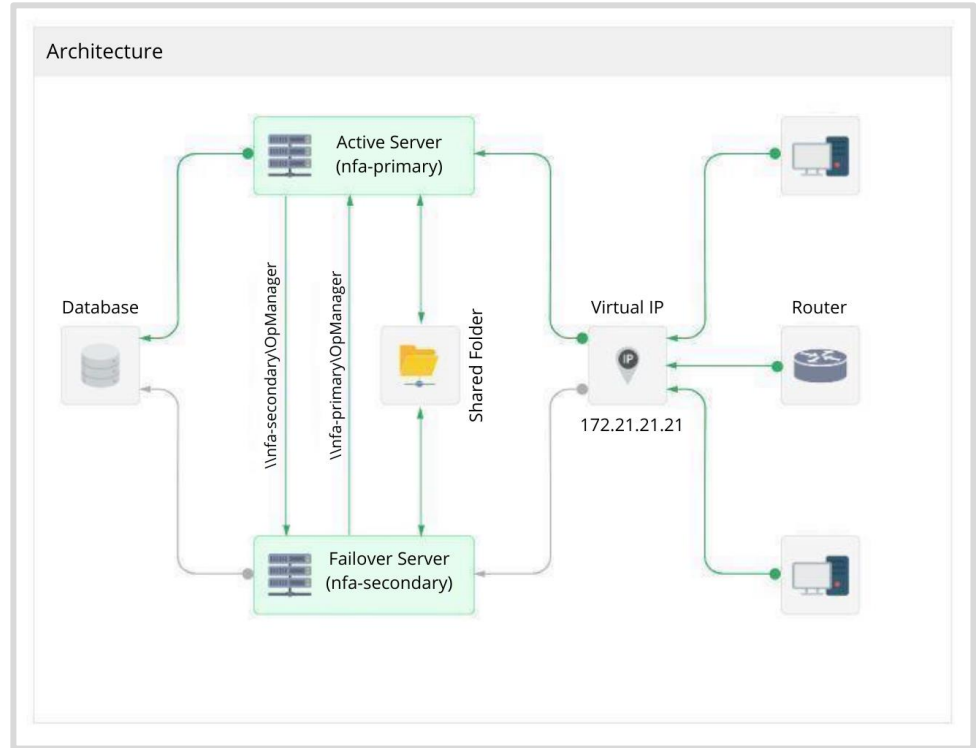 Architecture
Active Server
(nfa-primary)
Database
\\nfa-secondary\OpManager
\\nfa-primary\OpManager
Shared Folder
Virtual IP
IP
172.21.21.21
Router
Failover Server
(nfa-secondary)